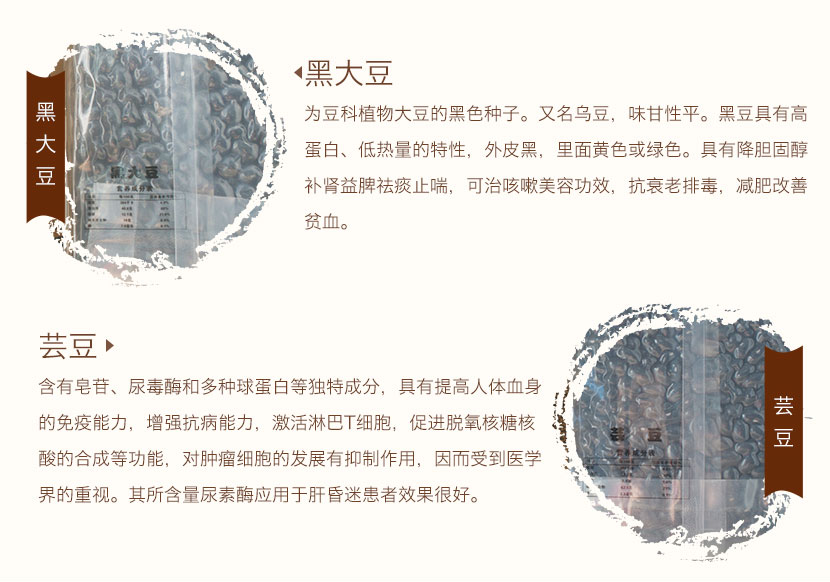 黑大豆
黑大豆
为豆科植物大豆的黑色种子。又名乌豆，味甘性平。黑豆具有高
蛋白、低热量的特性，外皮黑，里面黄色或绿色。具有降胆固醇
补肾益脾祛痰止喘，可治咳嗽美容功效，抗衰老排毒，减肥改善
贫血。
黑大豆
营养成分表
芸豆
含有皂苷、尿毒酶和多种球蛋白等独特成分，具有提高人体血身
的免疫能力，增强抗病能力，激活淋巴T细胞，促进脱氧核糖核
酸的合成等功能，对肿瘤细胞的发展有抑制作用，因而受到医学
界的重视。其所含量尿素酶应用于肝昏迷患者效果很好。
芸豆
芸豆
营养成分表